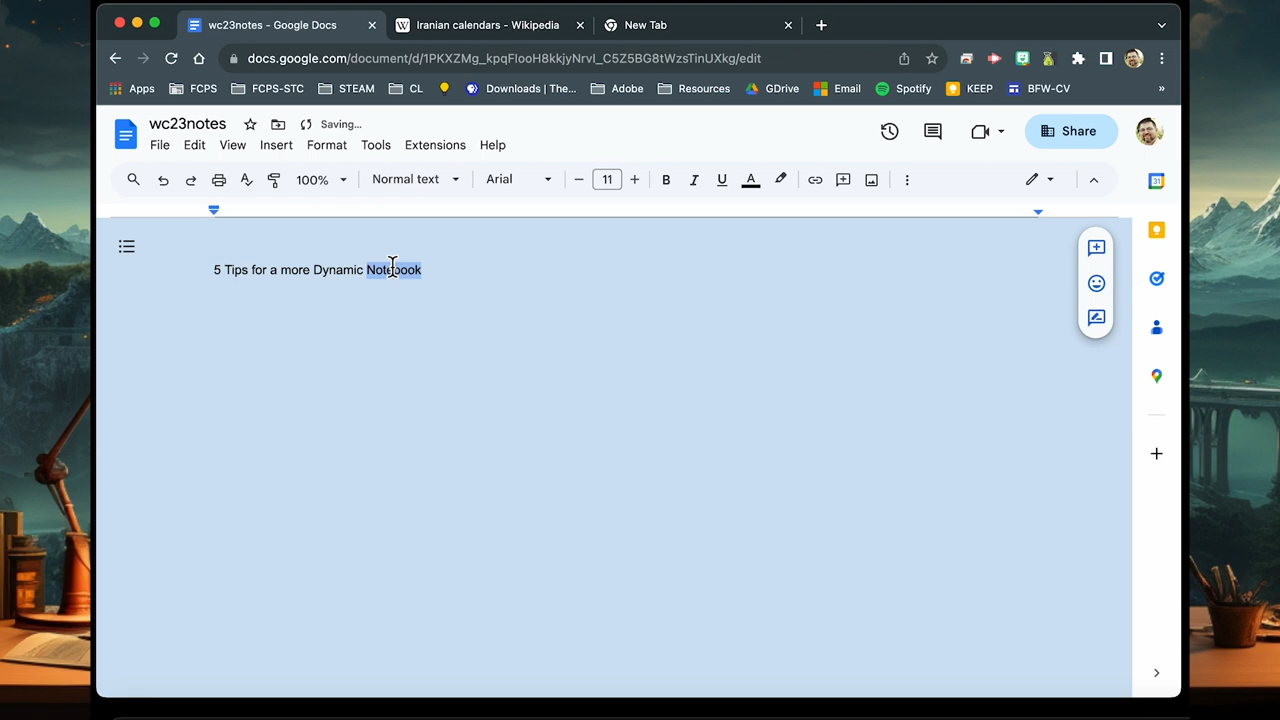 wc23notes - Google Docs
Iranian calendars - Wikipedia
New Tab
docs.google.com/document/d/1PKXZMg_kpqFIooH8kkjyNrvI_C5Z5BG8tWzsTinUXkg/edit
Apps FCPS FCPS-STC STEAM CL Downloads | The... Adobe Resources GDrive Email Spotify KEEP BFW-CV »
wc23notes Saving...
File Edit View Insert Format Tools Extensions Help
Share
100% Normal text Arial 11 B I U A
31
5 Tips for a more Dynamic Notebook